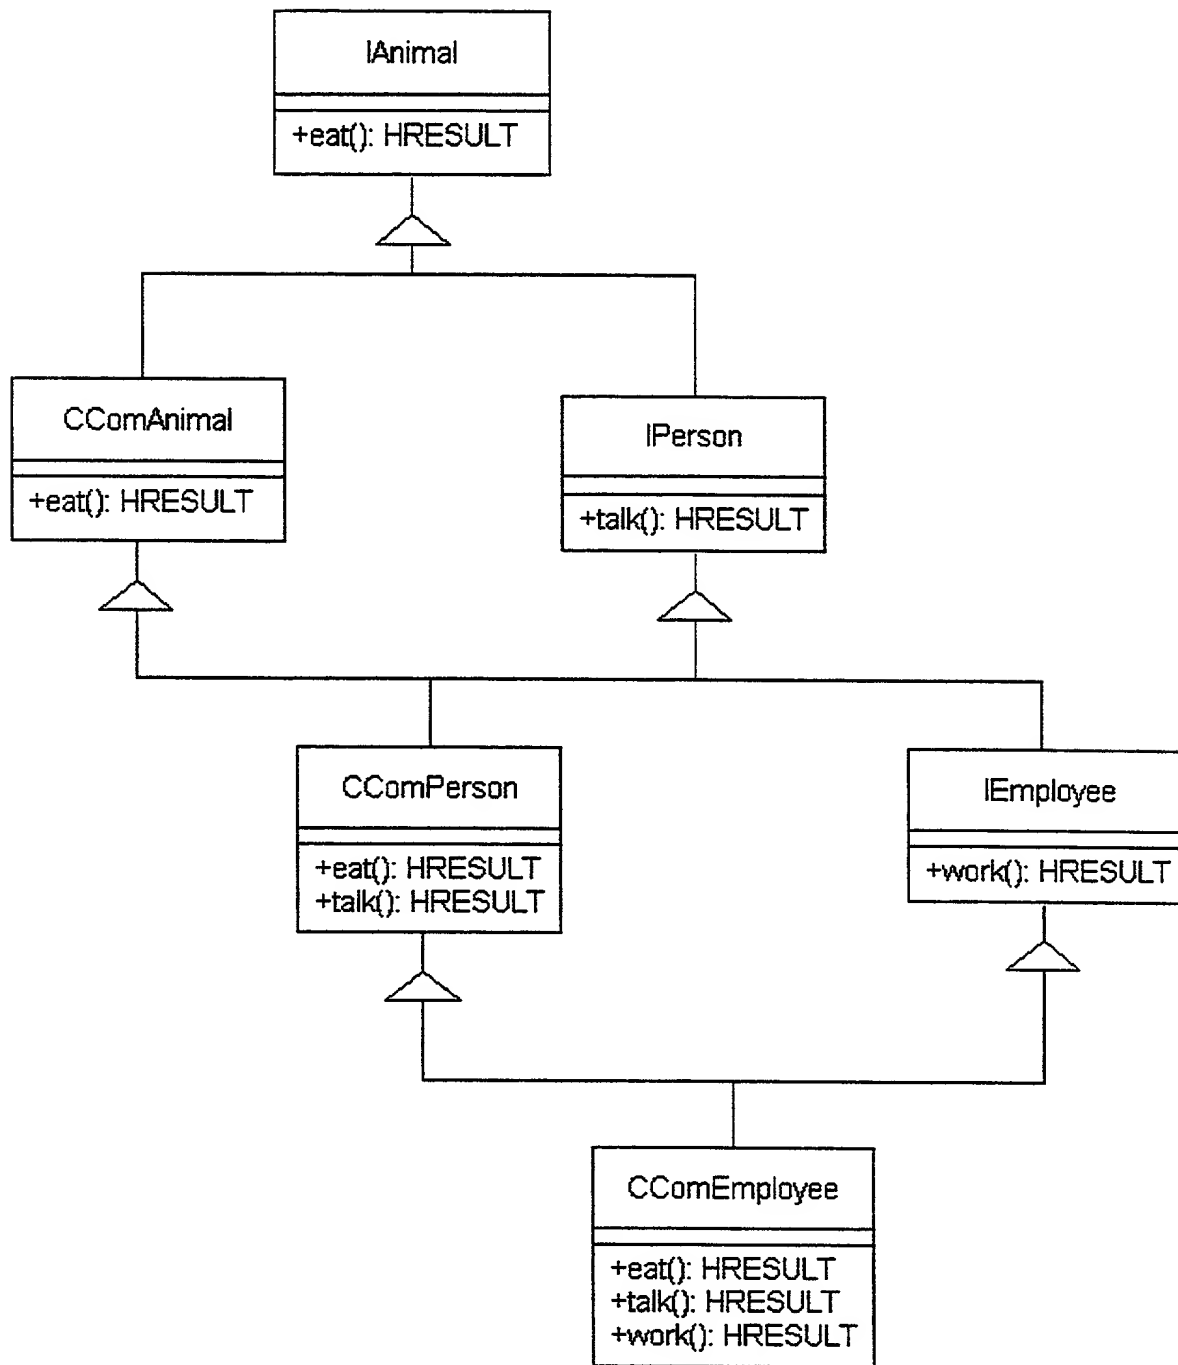 IAnimal
+eat(): HRESULT
CComAnimal
+eat(): HRESULT
IPerson
+talk(): HRESULT
CComPerson
+eat(): HRESULT
+talk(): HRESULT
IEmployee
+work(): HRESULT
CComEmployee
+eat(): HRESULT
+talk(): HRESULT
+work(): HRESULT